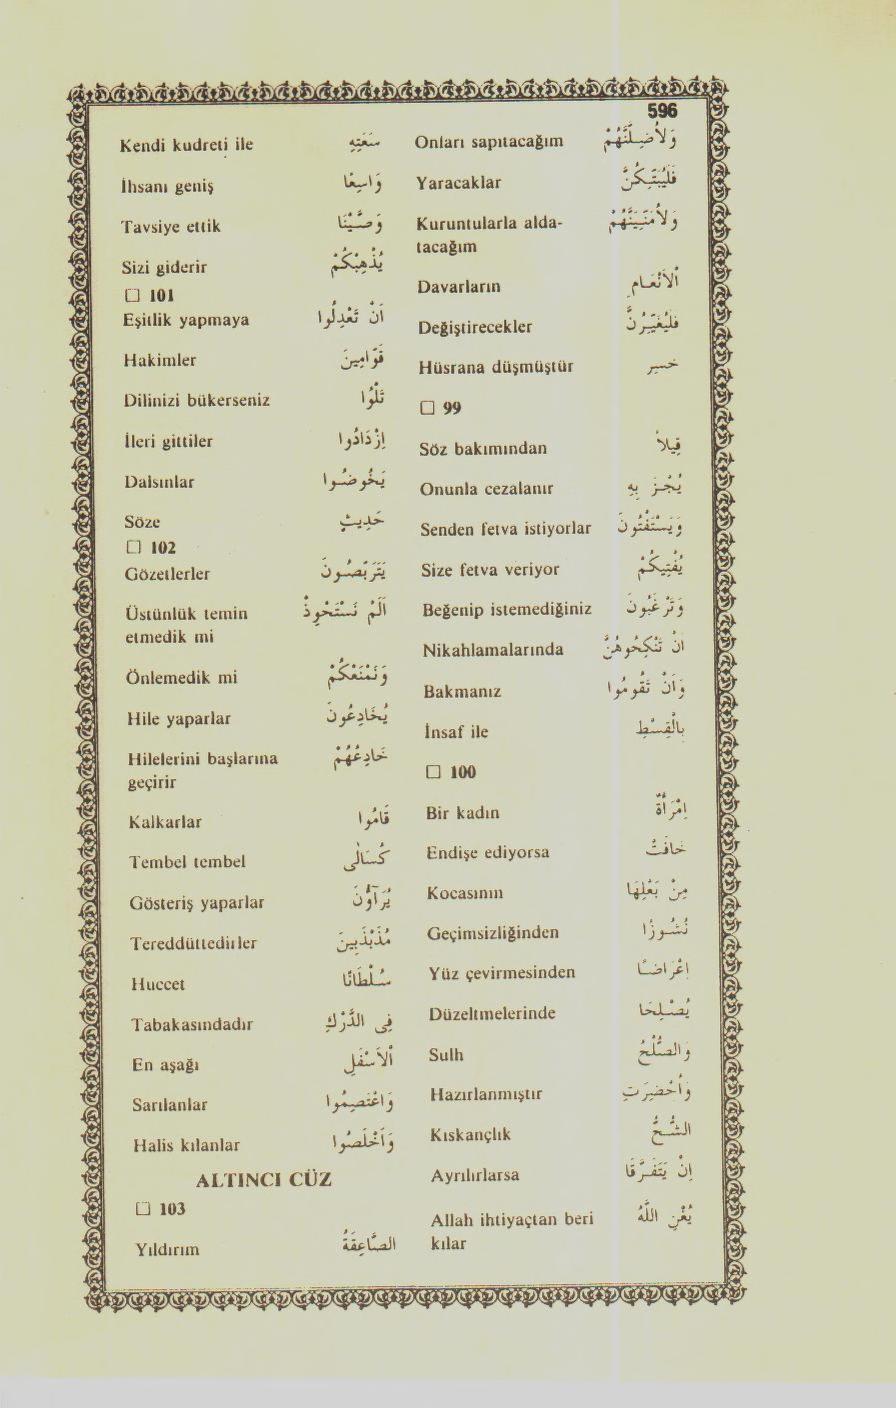 596
Onları sapıtacağım وَلَأُضِلَّنَّهُمْ
Yaracaklar فَلَيُبَتِّكُنَّ
Kuruntularla alda- وَلَأُمَنِّيَنَّهُمْ
tacağım
Davarların اَلْاَنْعَامِ
Değiştirecekler فَلَيُغَيِّرُنَّ
Hüsrana düşmüştür خَسِرَ
□ 99
Söz bakımından قِيلاً
Onunla cezalanır يُجْزَ بِهِ
Senden fetva istiyorlar وَيَسْتَفْتُونَ
Size fetva veriyor يُفْتِيكُمْ
Beğenip istemediğiniz وَتَرْغَبُونَ
Nikahlamalarında اَنْ تَنْكِحُوهُنَّ
Bakmanız وَاَنْ تَقُومُوا
İnsaf ile بِالْقِسْطِ
□ 100
Bir kadın اِمْرَأَةٌ
Endişe ediyorsa خَافَتْ
Kocasının مِنْ بَعْلِهَا
Geçimsizliğinden نُشُوزًا
Yüz çevirmesinden اِعْرَاضًا
Düzeltmelerinde يُصْلِحَا
Sulh وَالصُّلْحُ
Hazırlanmıştır وَاُحْضِرَتِ
Kıskançlık الشُّحَّ
Ayrılırlarsa اِنْ يَتَفَرَّقَا
Allah ihtiyaçtan beri يُغْنِ اللّٰهُ
kılar
Kendi kudreti ile سَعَتِهِ
İhsanı geniş وَاسِعًا
Tavsiye ettik وَصَّيْنَا
Sizi giderir يُذْهِبْكُمْ
□ 101
Eşitlik yapmaya اَنْ تَعْدِلُوا
Hakimler قَوَّامِينَ
Dilinizi bükerseniz تَلْوُا
İleri gittiler اِزْدَادُوا
Dalsınlar يَخُوضُوا
Söze حَدِيثٍ
□ 102
Gözetlerler يَتَرَبَّصُونَ
Üstünlük temin اَلَمْ نَسْتَحْوِذْ
etmedik mi
Önlemedik mi وَنَمْنَعْكُمْ
Hile yaparlar يُخَادِعُونَ
Hilelerini başlarına خَادِعُهُمْ
geçirir
Kalkarlar قَامُوا
Tembel tembel كُسَالٰى
Gösteriş yaparlar يُرَآؤُنَ
Tereddüttedirler مُذَبْذَبِينَ
Huccet سُلْطَانًا
Tabakasındadır فِى الدَّرْكِ
En aşağı اَلْاَسْفَلِ
Sarılanlar وَاعْتَصِمُوا
Halis kılanlar وَاَخْلَصُوا
ALTINCI CÜZ
□ 103
Yıldırım الصَّاعِقَةُ